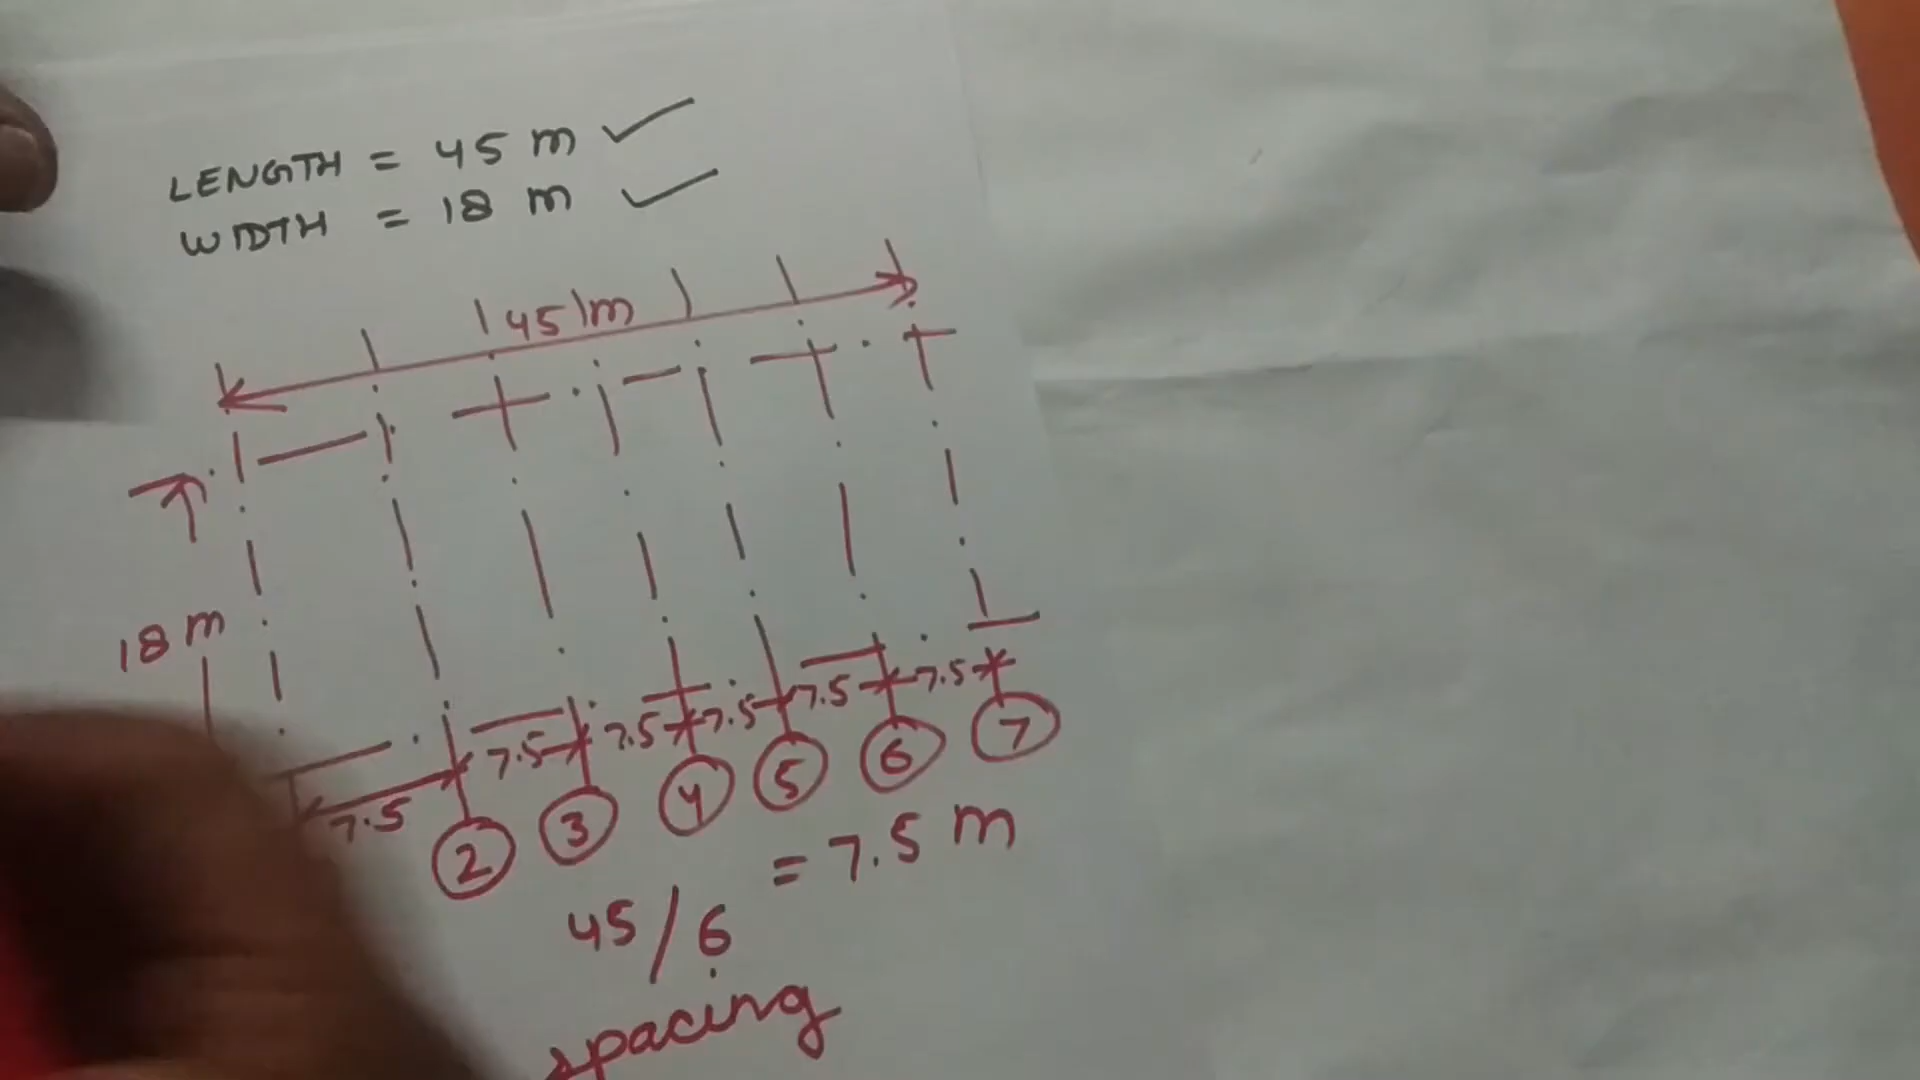 LENGTH = 45 m
WIDTH = 18 m
45 m
18 m
7.5 7.5 7.5 7.5 7.5 7.5
2 3 4 5 6 7
45/6 = 7.5 m
spacing